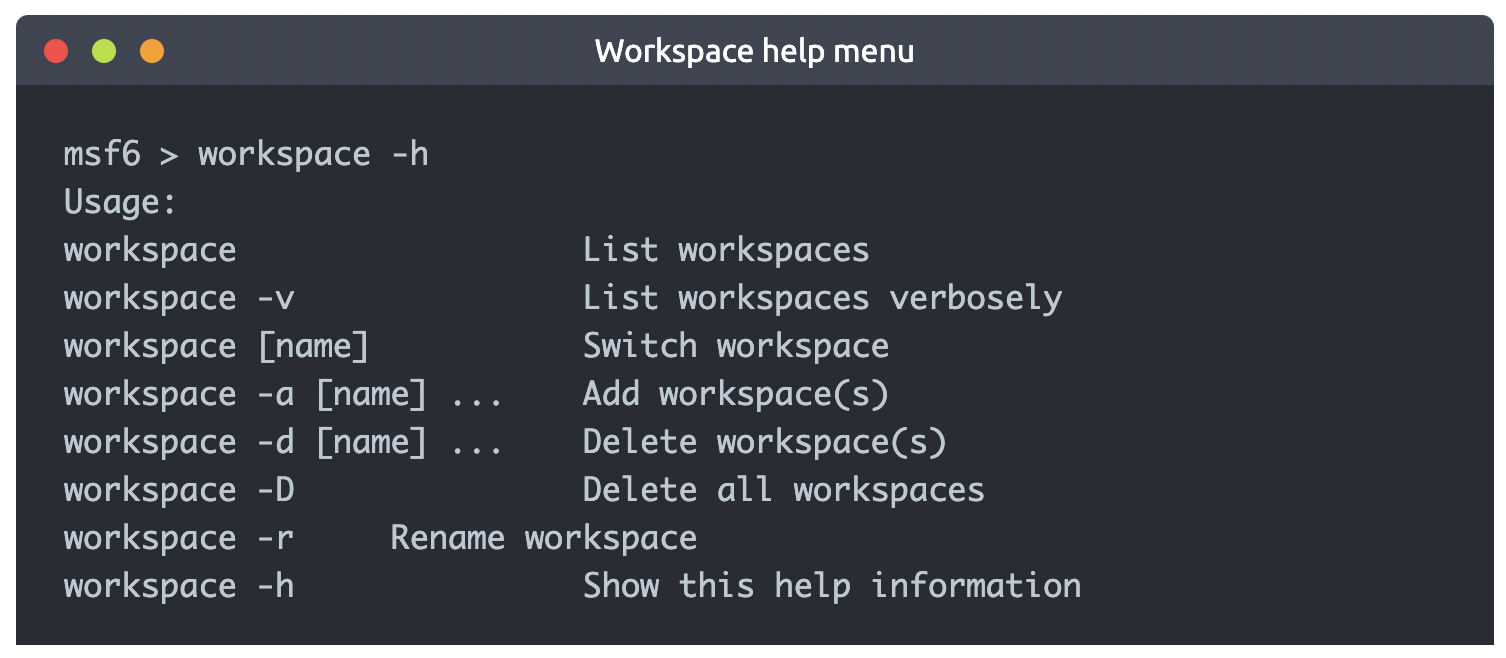 Workspace help menu
msf6 > workspace -h
Usage:
workspace                  List workspaces
workspace -v               List workspaces verbosely
workspace [name]           Switch workspace
workspace -a [name] ...    Add workspace(s)
workspace -d [name] ...    Delete workspace(s)
workspace -D               Delete all workspaces
workspace -r     Rename workspace
workspace -h               Show this help information